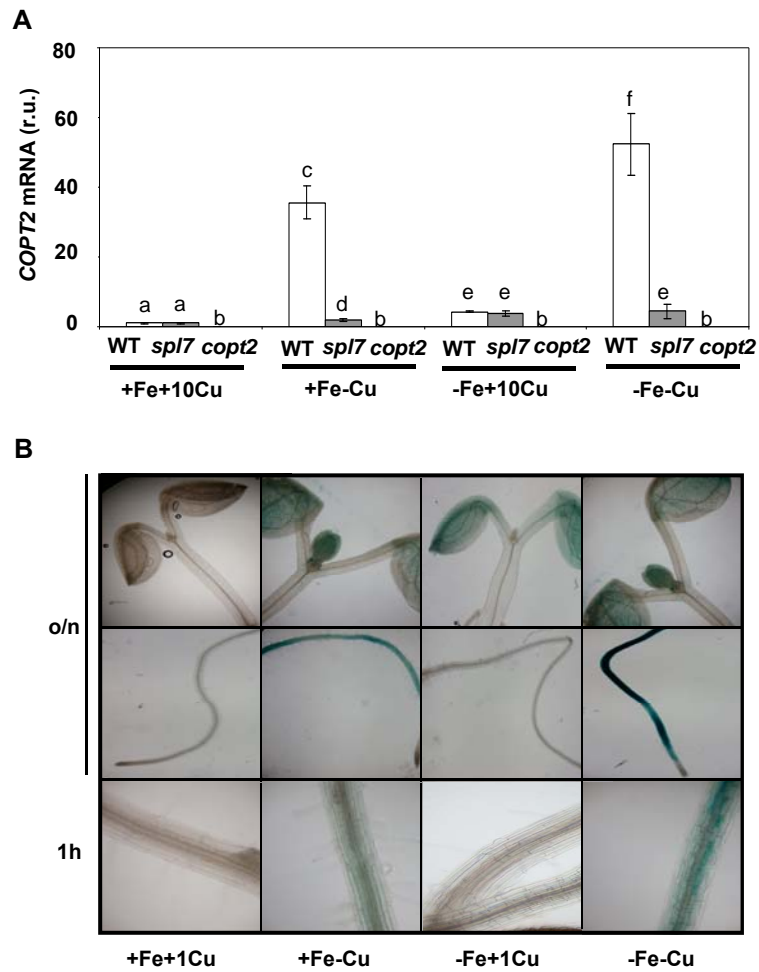 A
COPT2 mRNA (r.u.)
80
60
40
20
0
a a b
c d b
e e b
f e b
WT spl7 copt2 WT spl7 copt2 WT spl7 copt2 WT spl7 copt2
+Fe+10Cu +Fe-Cu -Fe+10Cu -Fe-Cu
B
o/n
1h
+Fe+1Cu +Fe-Cu -Fe+1Cu -Fe-Cu